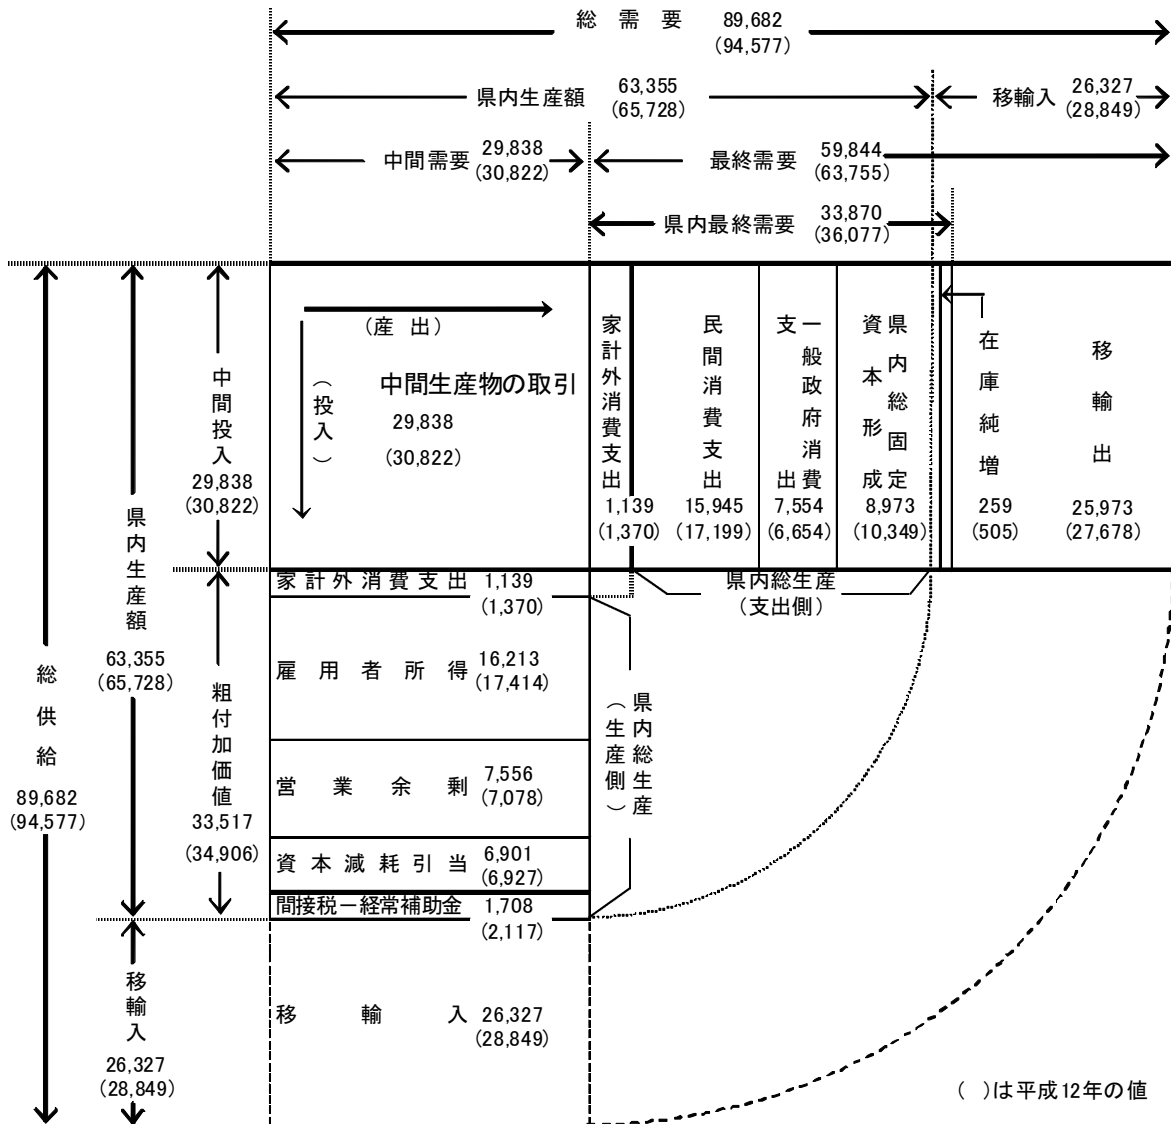 総需要 89,682
(94,577)
県内生産額 63,355
(65,728)
移輸入 26,327
(28,849)
中間需要 29,838
(30,822)
最終需要 59,844
(63,755)
県内最終需要 33,870
(36,077)
(産出)
(投入)
中間生産物の取引
29,838
(30,822)
家計外消費支出
1,139
(1,370)
民間消費支出
15,945
(17,199)
一般政府消費
支出
7,554
(6,654)
県内総固定
資本形成
8,973
(10,349)
在庫純増
259
(505)
移輸出
25,973
(27,678)
総供給
89,682
(94,577)
県内生産額
63,355
(65,728)
中間投入
29,838
(30,822)
粗付加価値
33,517
(34,906)
移輸入
26,327
(28,849)
家計外消費支出 1,139
(1,370)
雇用者所得 16,213
(17,414)
営業余剰 7,556
(7,078)
資本減耗引当 6,901
(6,927)
間接税－経常補助金 1,708
(2,117)
移輸入 26,327
(28,849)
県内総生産
(支出側)
県内総生産
(生産側)
( )は平成12年の値